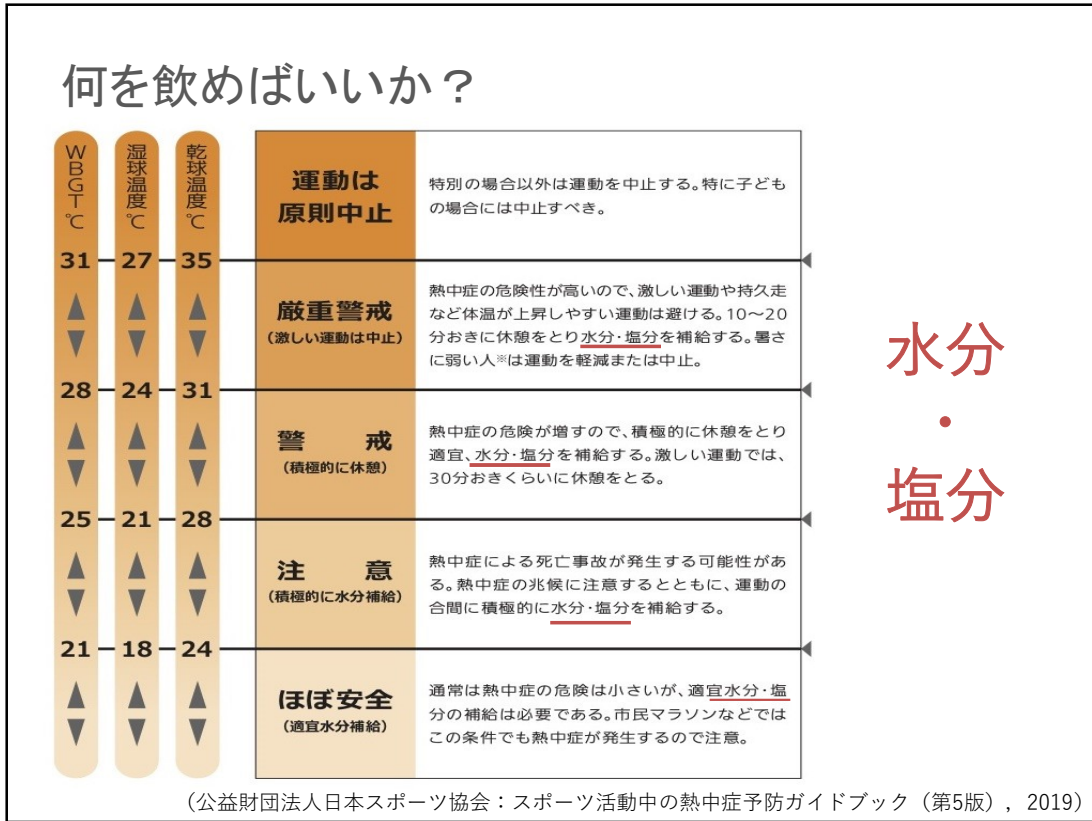 何を飲めばいいか？
WBGT℃
湿球温度℃
乾球温度℃
運動は
原則中止
特別の場合以外は運動を中止する。特に子ども
の場合には中止すべき。
31 27 35
厳重警戒
(激しい運動は中止)
熱中症の危険性が高いので、激しい運動や持久走
など体温が上昇しやすい運動は避ける。10〜20
分おきに休憩をとり水分・塩分を補給する。暑さ
に弱い人※は運動を軽減または中止。
28 24 31
警 戒
(積極的に休憩)
熱中症の危険が増すので、積極的に休憩をとり
適宜、水分・塩分を補給する。激しい運動では、
30分おきくらいに休憩をとる。
25 21 28
注 意
(積極的に水分補給)
熱中症による死亡事故が発生する可能性があ
る。熱中症の兆候に注意するとともに、運動の
合間に積極的に水分・塩分を補給する。
21 18 24
ほぼ安全
(適宜水分補給)
通常は熱中症の危険は小さいが、適宜水分・塩
分の補給は必要である。市民マラソンなどでは
この条件でも熱中症が発生するので注意。
水分
・
塩分
（公益財団法人日本スポーツ協会：スポーツ活動中の熱中症予防ガイドブック（第5版）, 2019）